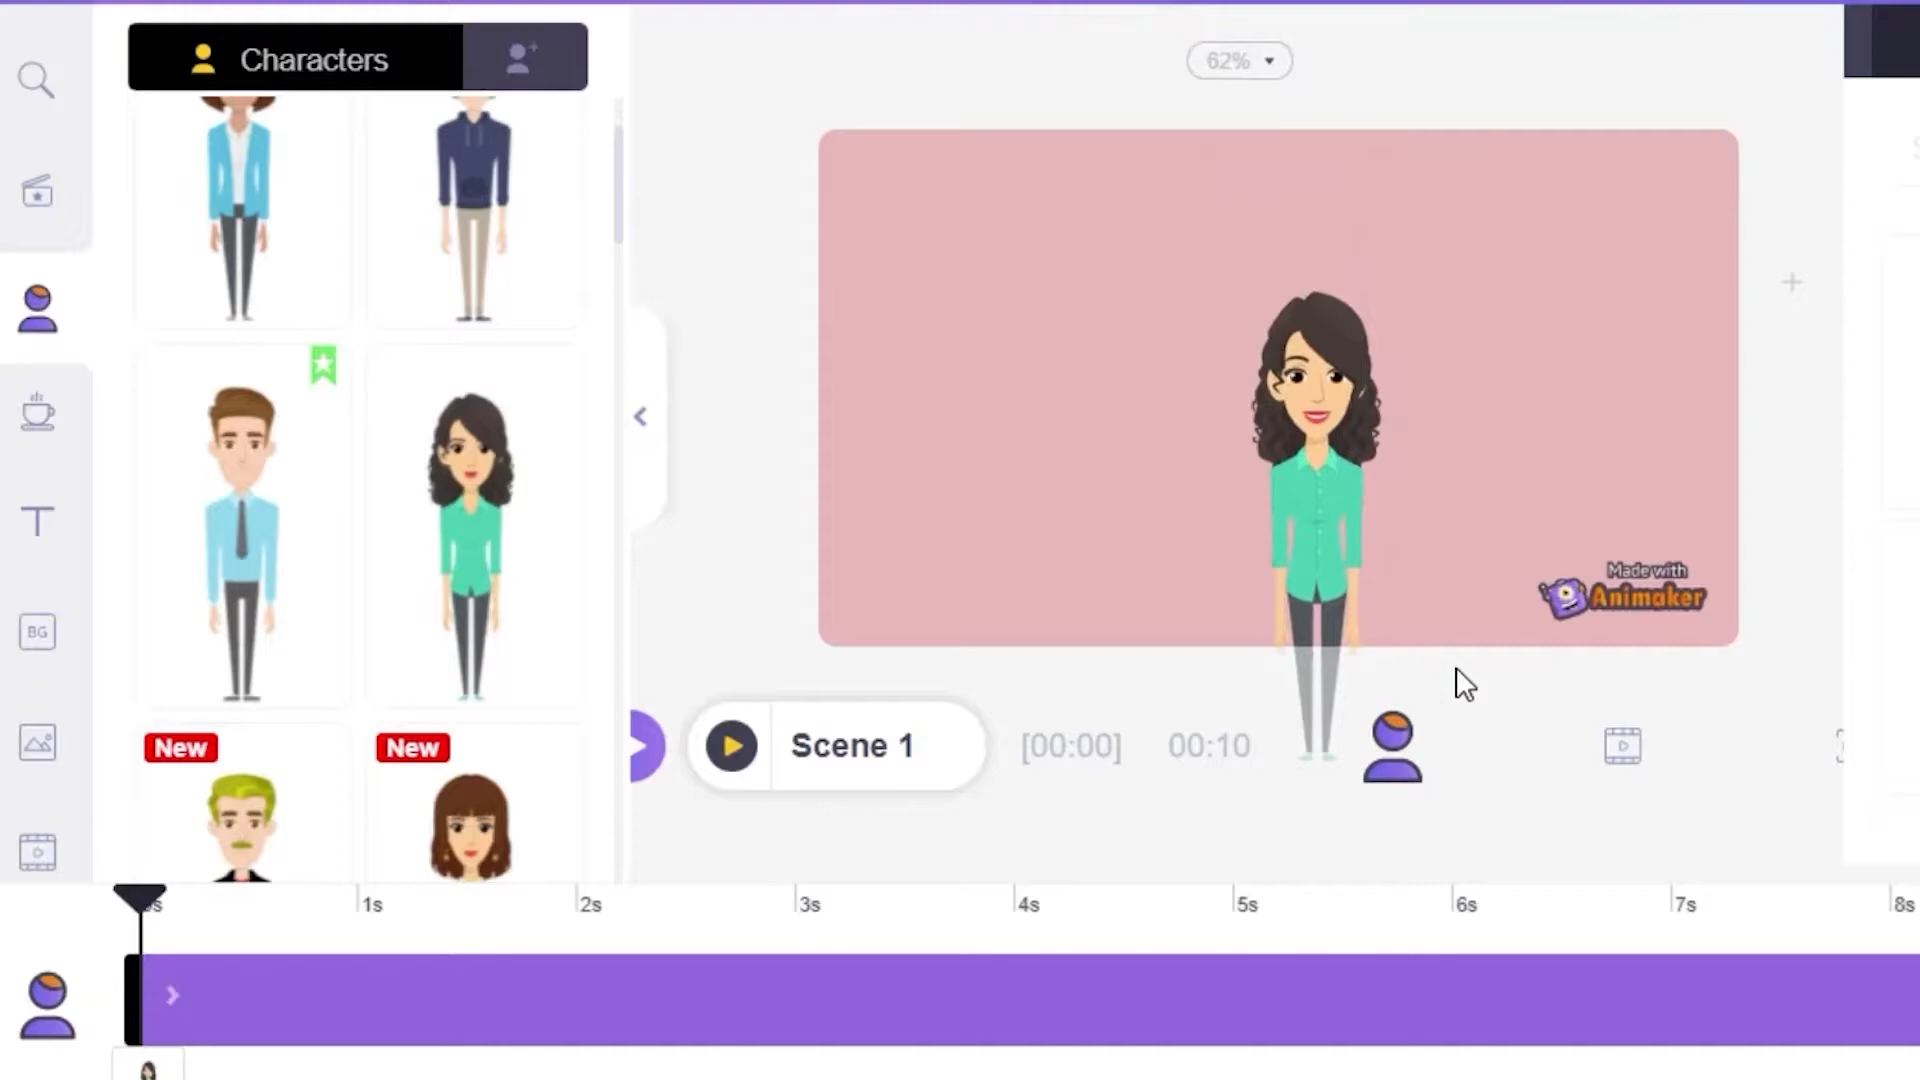 Characters
62%
Made with
Animaker
New
New
Scene 1
[00:00]
00:10
BG
1s
2s
3s
4s
5s
6s
7s
8s